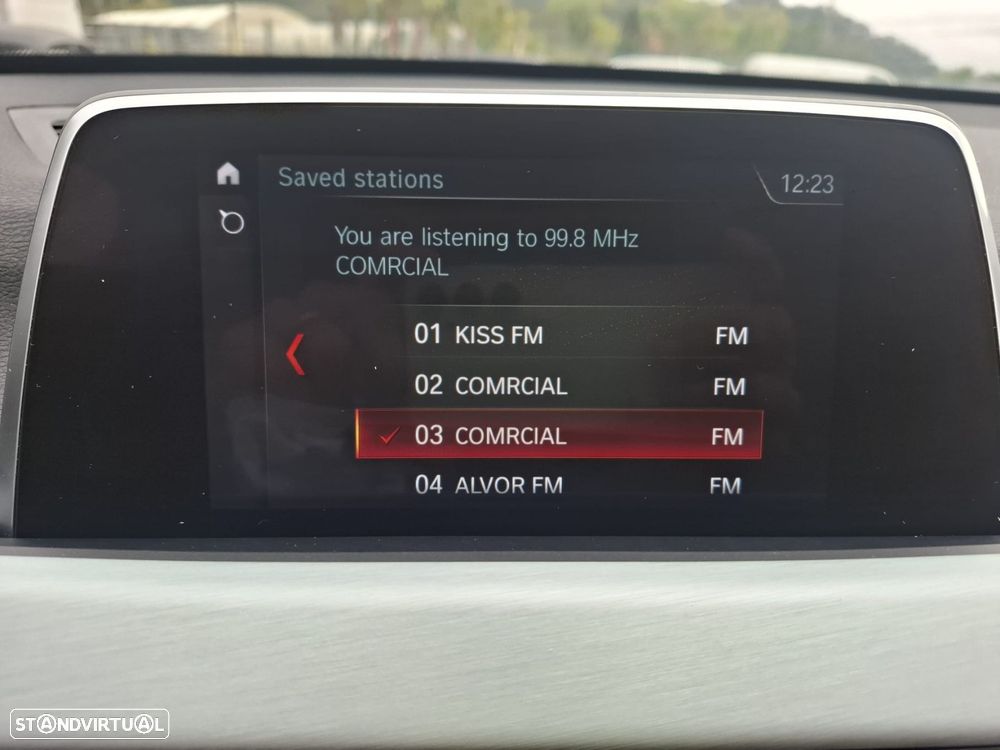 Saved stations
12:23
You are listening to 99.8 MHz
COMRCIAL
01 KISS FM FM
02 COMRCIAL FM
03 COMRCIAL FM
04 ALVOR FM FM
STANDVIRTUAL